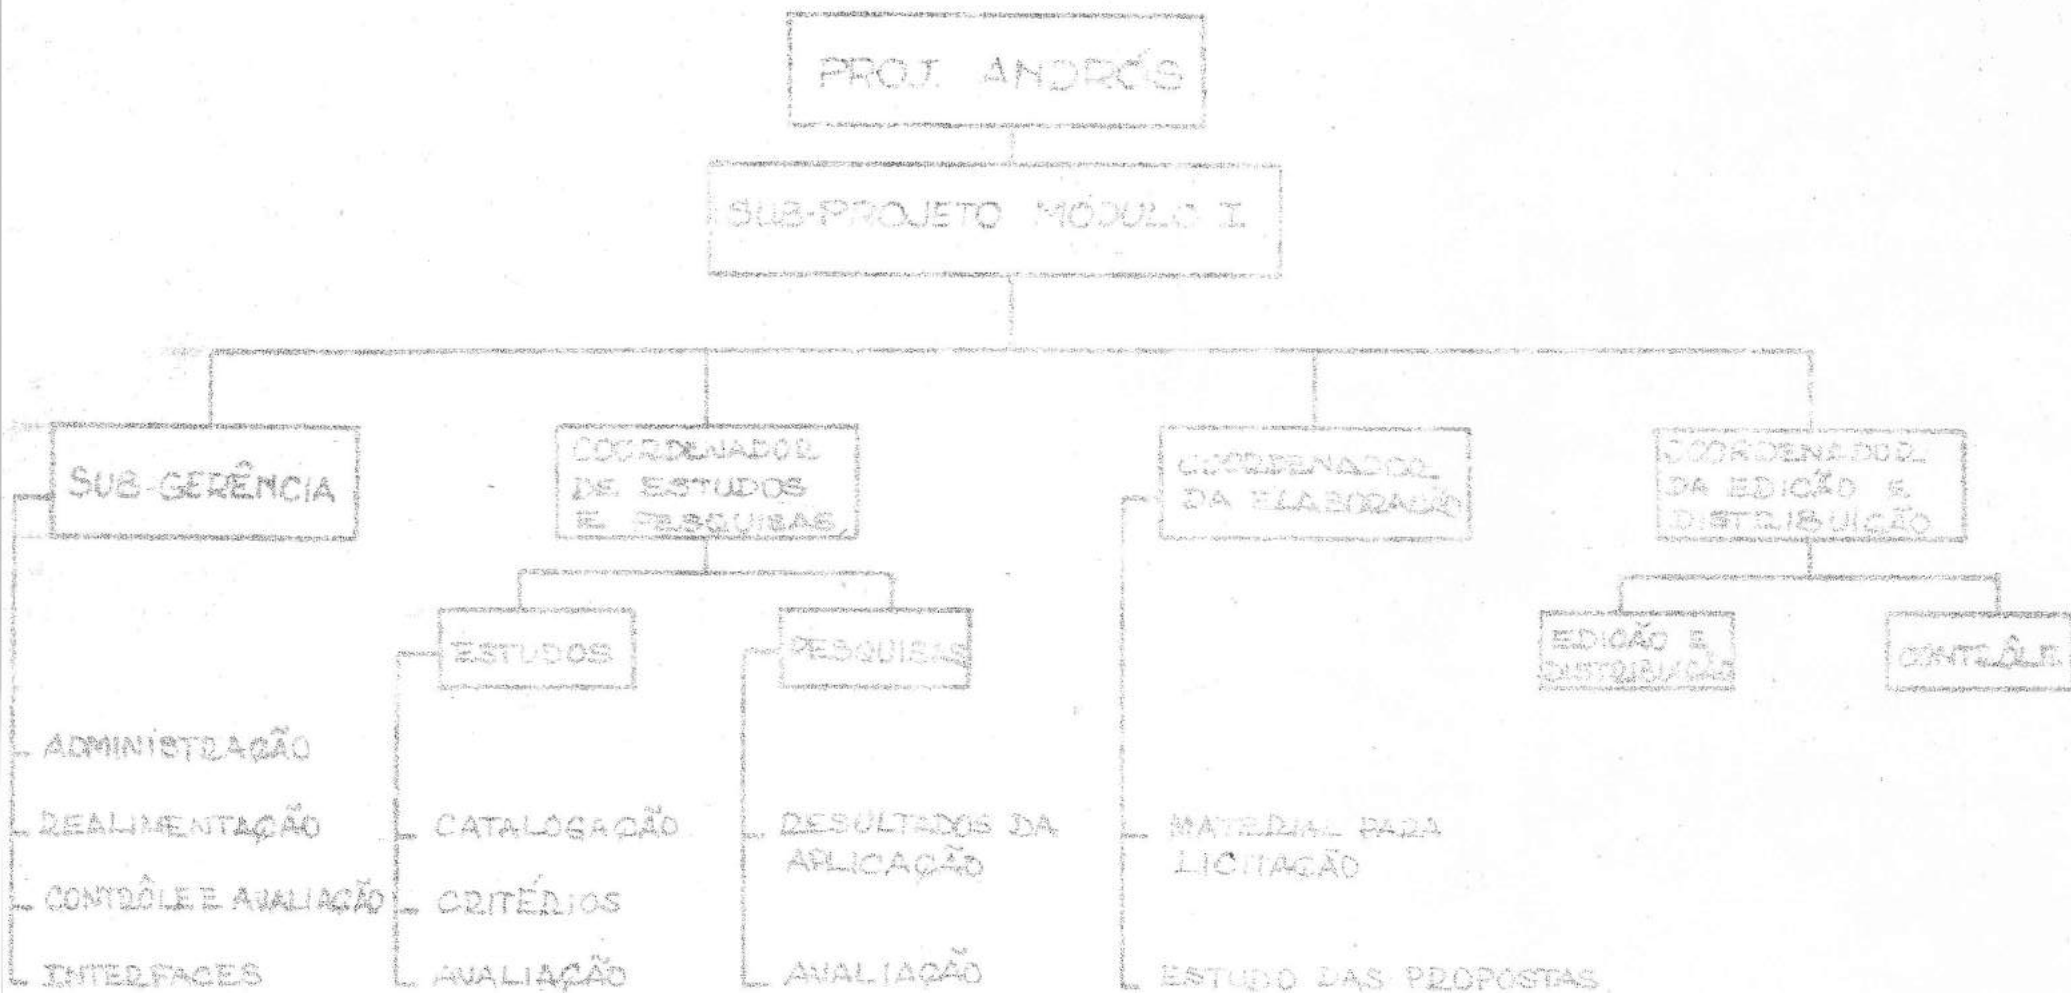 PROJ. ANDRÓS
SUB-PROJETO MÓDULO I
SUB-GERÊNCIA
COORDENADOR
DE ESTUDOS
E PESQUISAS
COORDENADOR
DA ELABORAÇÃO
COORDENADOR
DA EDIÇÃO E
DISTRIBUIÇÃO
ESTUDOS
PESQUISAS
EDIÇÃO E
DISTRIBUIÇÃO
CONTRÔLE
ADMINISTRAÇÃO
REALIMENTAÇÃO
CONTRÔLE E AVALIAÇÃO
INTERFACES
CATALOGAÇÃO
CRITÉRIOS
AVALIAÇÃO
RESULTADOS DA
APLICAÇÃO
AVALIAÇÃO
MATERIAL PARA
LICITAÇÃO
ESTUDO DAS PROPOSTAS